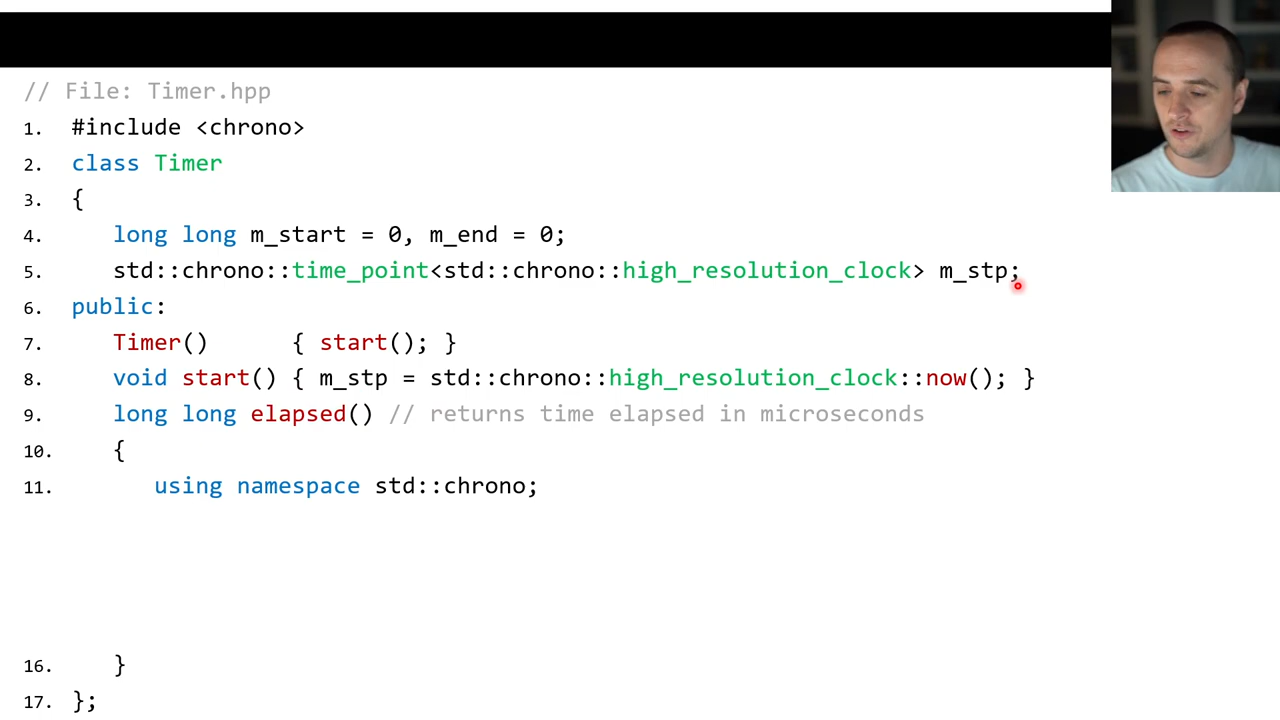 // File: Timer.hpp
1. #include <chrono>
2. class Timer
3. {
4. long long m_start = 0, m_end = 0;
5. std::chrono::time_point<std::chrono::high_resolution_clock> m_stp;
6. public:
7. Timer() { start(); }
8. void start() { m_stp = std::chrono::high_resolution_clock::now(); }
9. long long elapsed() // returns time elapsed in microseconds
10. {
11. using namespace std::chrono;
16. }
17. };